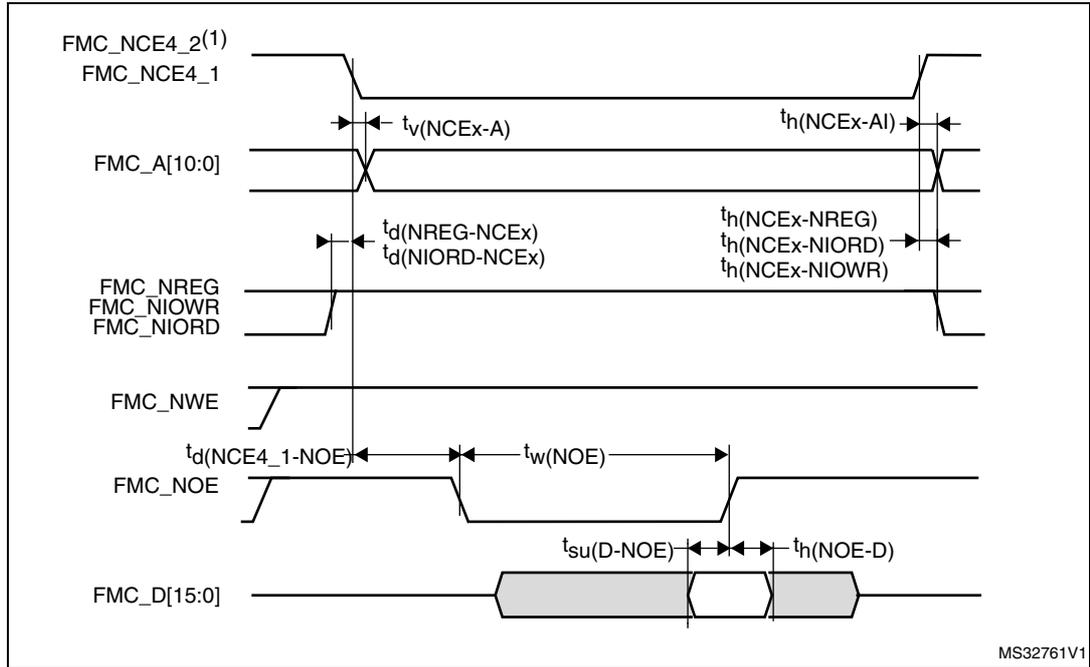 FMC_NCE4_2(1)
FMC_NCE4_1
tv(NCEx-A)
th(NCEx-AI)
FMC_A[10:0]
td(NREG-NCEx)
td(NIORD-NCEx)
th(NCEx-NREG)
th(NCEx-NIORD)
th(NCEx-NIOWR)
FMC_NREG
FMC_NIOWR
FMC_NIORD
FMC_NWE
td(NCE4_1-NOE)
tw(NOE)
FMC_NOE
tsu(D-NOE)
th(NOE-D)
FMC_D[15:0]
MS32761V1